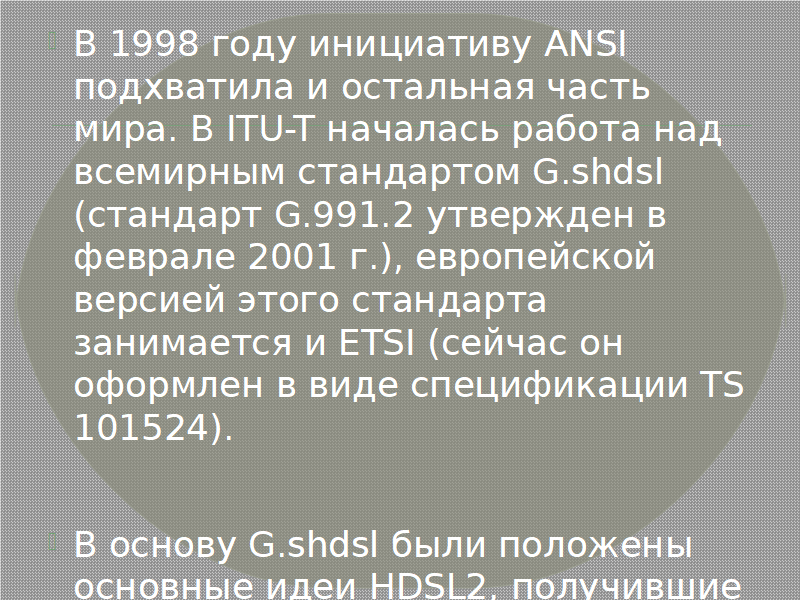 В 1998 году инициативу ANSI
подхватила и остальная часть
мира. В ITU-T началась работа над
всемирным стандартом G.shdsl
(стандарт G.991.2 утвержден в
феврале 2001 г.), европейской
версией этого стандарта
занимается и ETSI (сейчас он
оформлен в виде спецификации TS
101524).
В основу G.shdsl были положены
основные идеи HDSL2, получившие